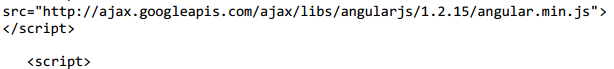 src="http://ajax.googleapis.com/ajax/libs/angularjs/1.2.15/angular.min.js">
</script>
<script>